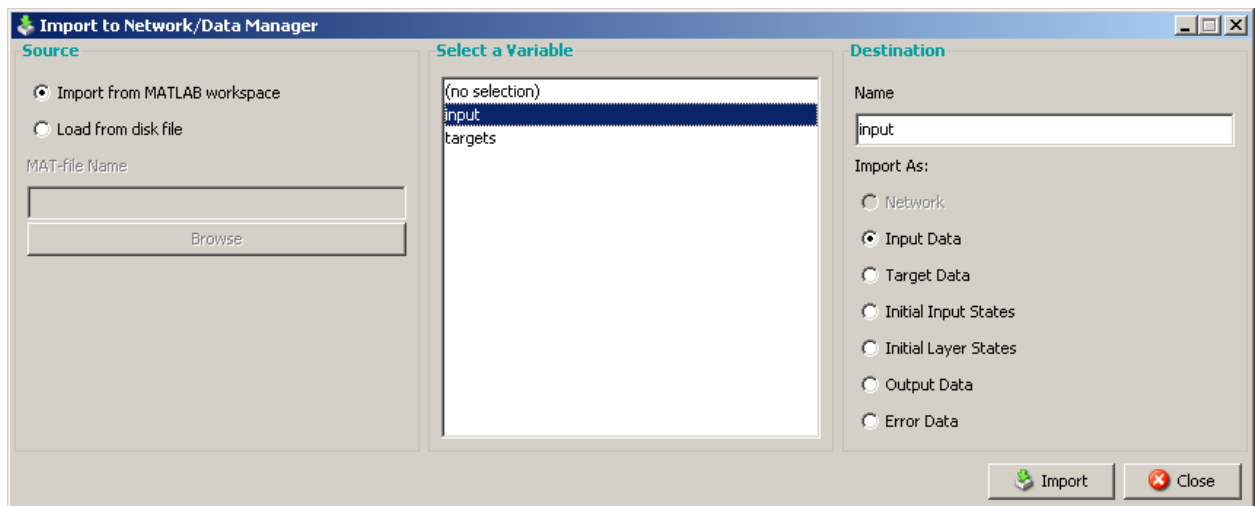 Import to Network/Data Manager
Source
Import from MATLAB workspace
Load from disk file
MAT-file Name
Browse
Select a Variable
(no selection)
input
targets
Destination
Name
input
Import As:
Network
Input Data
Target Data
Initial Input States
Initial Layer States
Output Data
Error Data
Import
Close